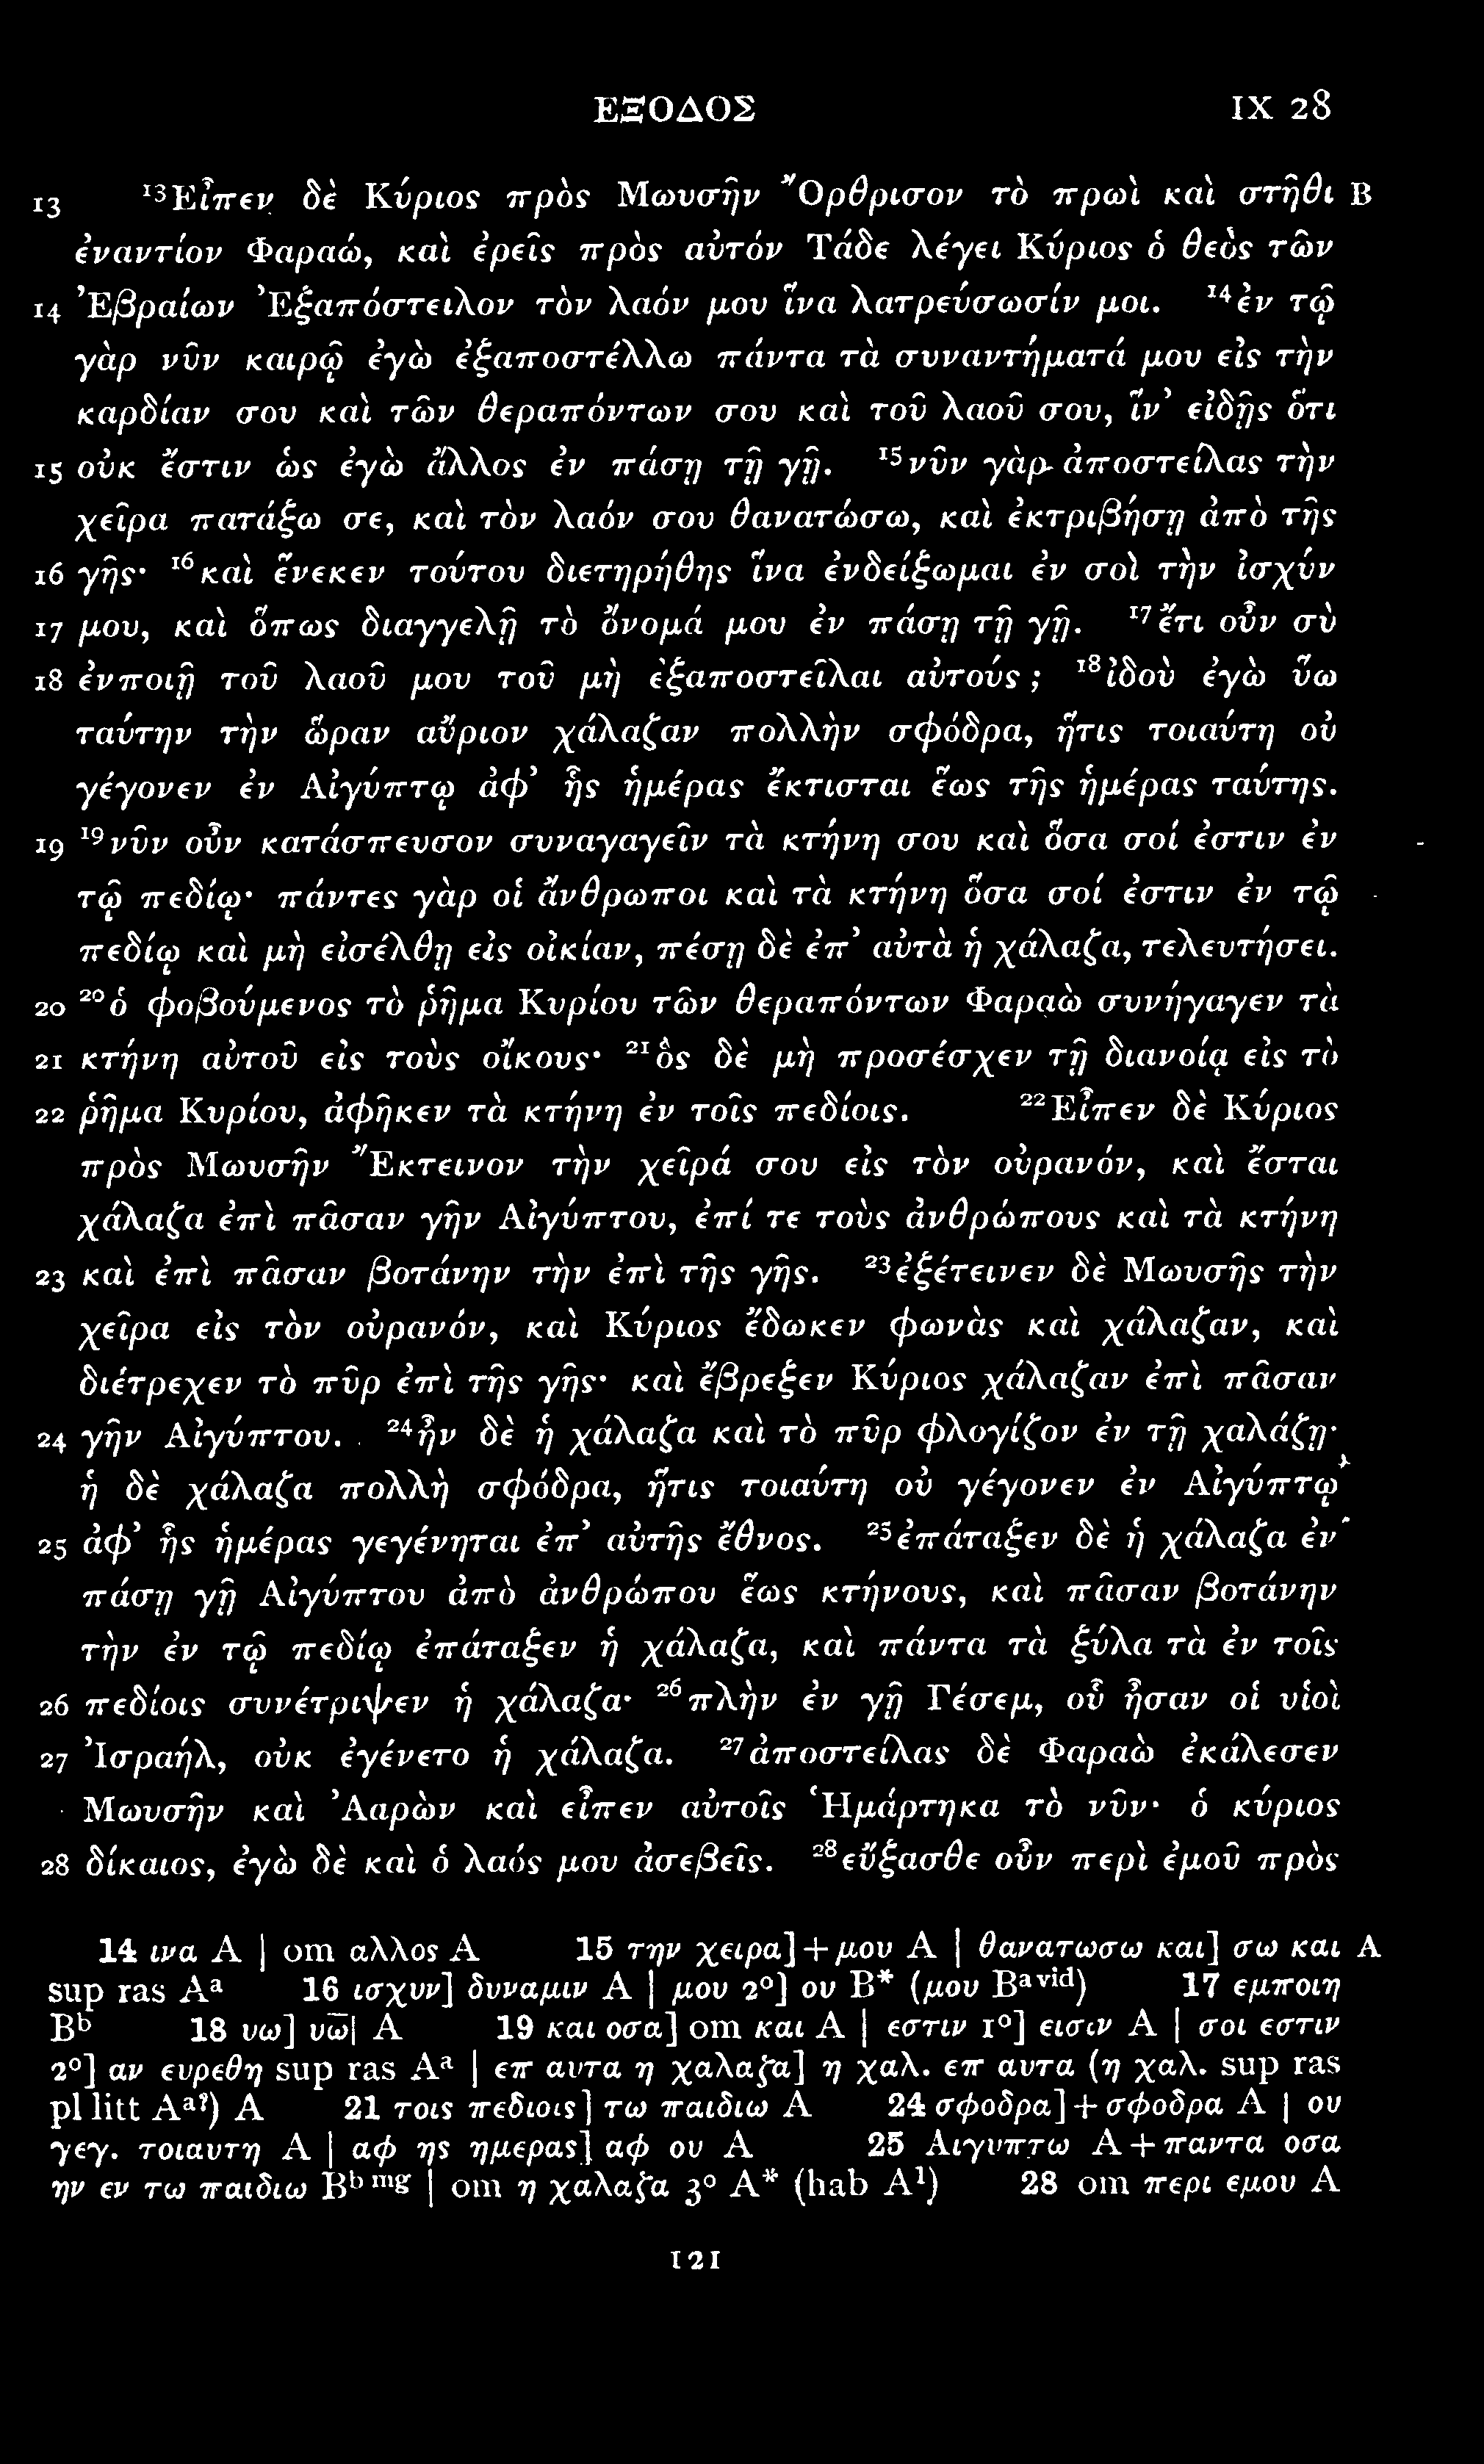 ΕΞΟΔΟΣ IX 28
13 ¹³Εἶπεν δὲ Κύριος πρὸς Μωυσῆν Ὄρθρισον τὸ πρωὶ καὶ στῆθι B
ἐναντίον Φαραώ, καὶ ἐρεῖς πρὸς αὐτόν Τάδε λέγει Κύριος ὁ θεὸς τῶν
14 Ἐβραίων Ἐξαπόστειλον τὸν λαόν μου ἵνα λατρεύσωσίν μοι. ¹⁴ἐν τῷ
γὰρ νῦν καιρῷ ἐγὼ ἐξαποστέλλω πάντα τὰ συναντήματά μου εἰς τὴν
καρδίαν σου καὶ τῶν θεραπόντων σου καὶ τοῦ λαοῦ σου, ἵν’ εἰδῇς ὅτι
15 οὐκ ἔστιν ὡς ἐγὼ ἄλλος ἐν πάσῃ τῇ γῇ. ¹⁵νῦν γὰρ ἀποστείλας τὴν
χεῖρα πατάξω σε, καὶ τὸν λαόν σου θανατώσω, καὶ ἐκτριβήσῃ ἀπὸ τῆς
16 γῆς· ¹⁶καὶ ἕνεκεν τούτου διετηρήθης ἵνα ἐνδείξωμαι ἐν σοὶ τὴν ἰσχύν
17 μου, καὶ ὅπως διαγγελῇ τὸ ὄνομά μου ἐν πάσῃ τῇ γῇ. ¹⁷ἔτι οὖν σὺ
18 ἐνποιῇ τοῦ λαοῦ μου τοῦ μὴ ἐξαποστεῖλαι αὐτούς; ¹⁸ἰδοὺ ἐγὼ ὕω
ταύτην τὴν ὥραν αὔριον χάλαζαν πολλὴν σφόδρα, ἥτις τοιαύτη οὐ
γέγονεν ἐν Αἰγύπτῳ ἀφ’ ἧς ἡμέρας ἔκτισται ἕως τῆς ἡμέρας ταύτης.
19 ¹⁹νῦν οὖν κατάσπευσον συναγαγεῖν τὰ κτήνη σου καὶ ὅσα σοί ἐστιν ἐν
τῷ πεδίῳ· πάντες γὰρ οἱ ἄνθρωποι καὶ τὰ κτήνη ὅσα σοί ἐστιν ἐν τῷ
πεδίῳ καὶ μὴ εἰσέλθῃ εἰς οἰκίαν, πέσῃ δὲ ἐπ’ αὐτὰ ἡ χάλαζα, τελευτήσει.
20 ²⁰ὁ φοβούμενος τὸ ῥῆμα Κυρίου τῶν θεραπόντων Φαραὼ συνήγαγεν τὰ
21 κτήνη αὐτοῦ εἰς τοὺς οἴκους· ²¹ὃς δὲ μὴ προσέσχεν τῇ διανοίᾳ εἰς τὸ
22 ῥῆμα Κυρίου, ἀφῆκεν τὰ κτήνη ἐν τοῖς πεδίοις. ²²Εἶπεν δὲ Κύριος
πρὸς Μωυσῆν Ἔκτεινον τὴν χεῖρά σου εἰς τὸν οὐρανόν, καὶ ἔσται
χάλαζα ἐπὶ πᾶσαν γῆν Αἰγύπτου, ἐπί τε τοὺς ἀνθρώπους καὶ τὰ κτήνη
23 καὶ ἐπὶ πᾶσαν βοτάνην τὴν ἐπὶ τῆς γῆς. ²³ἐξέτεινεν δὲ Μωυσῆς τὴν
χεῖρα εἰς τὸν οὐρανόν, καὶ Κύριος ἔδωκεν φωνὰς καὶ χάλαζαν, καὶ
διέτρεχεν τὸ πῦρ ἐπὶ τῆς γῆς· καὶ ἔβρεξεν Κύριος χάλαζαν ἐπὶ πᾶσαν
24 γῆν Αἰγύπτου. ²⁴ἦν δὲ ἡ χάλαζα καὶ τὸ πῦρ φλογίζον ἐν τῇ χαλάζῃ·
ἡ δὲ χάλαζα πολλὴ σφόδρα, ἥτις τοιαύτη οὐ γέγονεν ἐν Αἰγύπτῳ
25 ἀφ’ ἧς ἡμέρας γεγένηται ἐπ’ αὐτῆς ἔθνος. ²⁵ἐπάταξεν δὲ ἡ χάλαζα ἐν
πάσῃ γῇ Αἰγύπτου ἀπὸ ἀνθρώπου ἕως κτήνους, καὶ πᾶσαν βοτάνην
τὴν ἐν τῷ πεδίῳ ἐπάταξεν ἡ χάλαζα, καὶ πάντα τὰ ξύλα τὰ ἐν τοῖς
26 πεδίοις συνέτριψεν ἡ χάλαζα· ²⁶πλὴν ἐν γῇ Γέσεμ, οὗ ἦσαν οἱ υἱοὶ
27 Ἰσραήλ, οὐκ ἐγένετο ἡ χάλαζα. ²⁷ἀποστείλας δὲ Φαραὼ ἐκάλεσεν
Μωυσῆν καὶ Ἀαρὼν καὶ εἶπεν αὐτοῖς Ἡμάρτηκα τὸ νῦν· ὁ κύριος
28 δίκαιος, ἐγὼ δὲ καὶ ὁ λαός μου ἀσεβεῖς. ²⁸εὔξασθε οὖν περὶ ἐμοῦ πρὸς
14 ινα A | om αλλος A 15 την χειρα]+μου A | θανατωσω και] σω και A
sup ras Aᵃ 16 ισχυν] δυναμιν A | μου 2°] ου B* (μου Bᵃᵛⁱᵈ) 17 εμποιη
Bᵇ 18 υω] υω̅| A 19 και οσα] om και A | εστιν 1°] εισιν A | σοι εστιν
2°] αν ευρεθη sup ras Aᵃ | επ αυτα η χαλαζα] η χαλ. επ αυτα (η χαλ. sup ras
pl litt Aᵃ?) A 21 τοις πεδιοις] τω παιδιω A 24 σφοδρα]+σφοδρα A | ου
γεγ. τοιαυτη A | αφ ης ημερας] αφ ου A 25 Αιγυπτω A+παντα οσα
ην εν τω παιδιω Bᵇ ᵐᵍ | om η χαλαζα 3° A* (hab A¹) 28 om περι εμου A
121